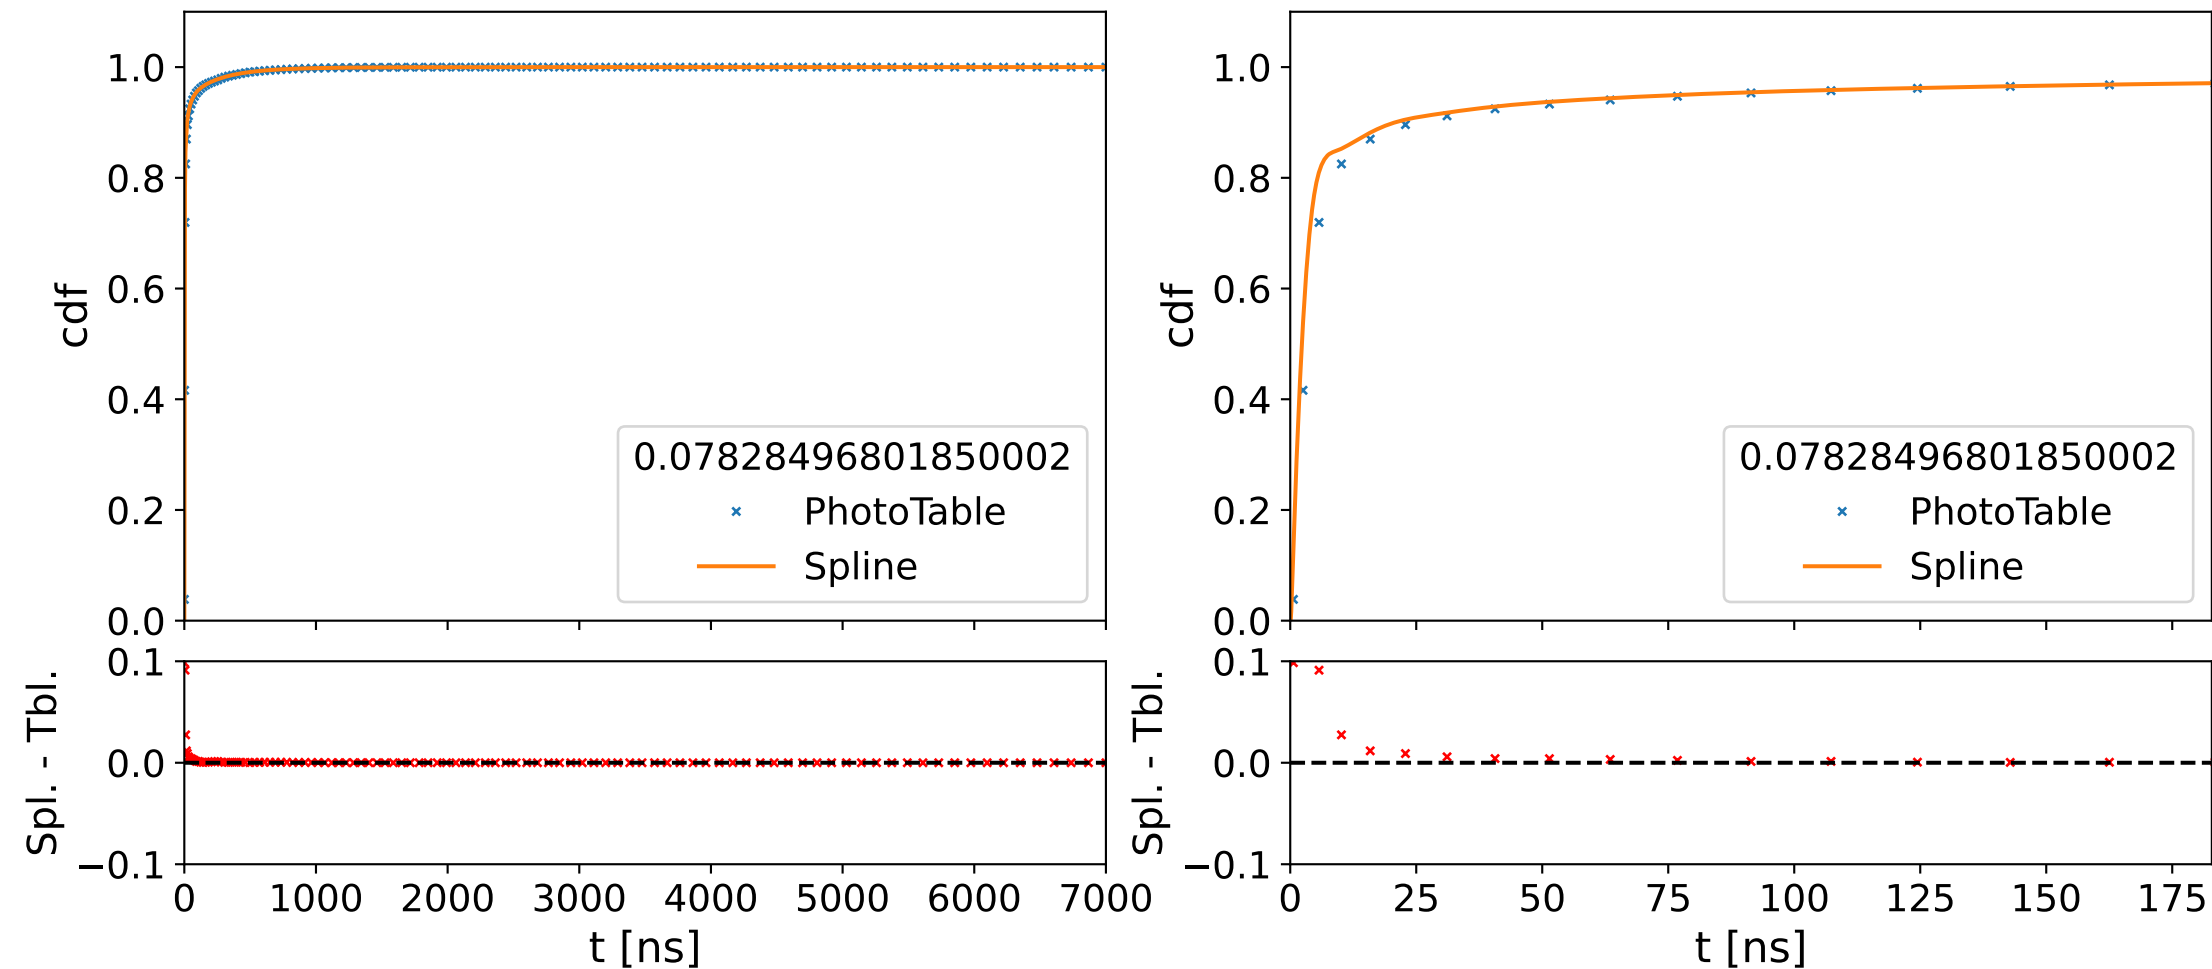 1.0
0.8
0.6
0.4
0.2
0.0
cdf
0.07828496801850002
PhotoTable
Spline
0.1
0.0
−0.1
Spl. - Tbl.
0 1000 2000 3000 4000 5000 6000 7000
t [ns]
1.0
0.8
0.6
0.4
0.2
0.0
cdf
0.07828496801850002
PhotoTable
Spline
0.1
0.0
−0.1
Spl. - Tbl.
0 25 50 75 100 125 150 175
t [ns]